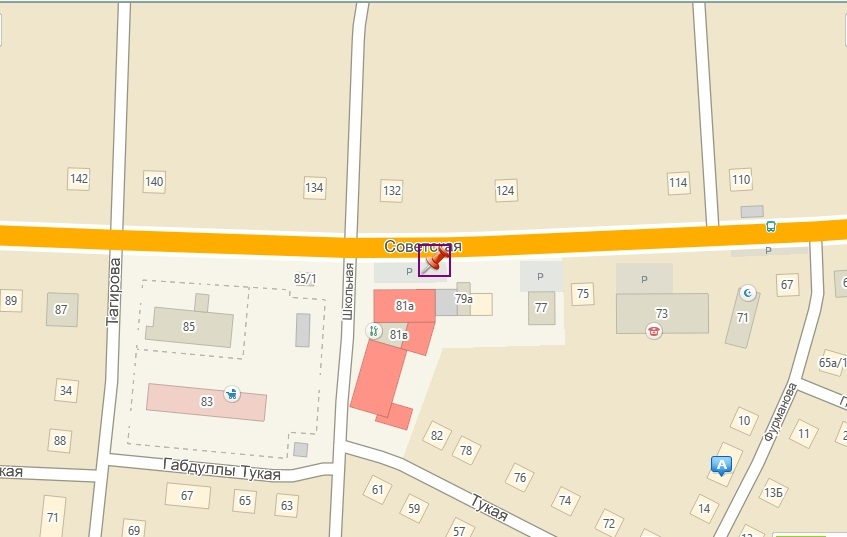 142
140
134
132
124
114
110
Советская
Р
Р
Р
Р
85/1
Тагирова
Школьная
89
87
85
81а
79а
81в
77
75
73
71
67
34
83
65а/1
88
82
78
10
11
Фурманова
А
76
74
72
14
13Б
Габдуллы Тукая
Тукая
кая
67
65
63
61
59
57
71
69